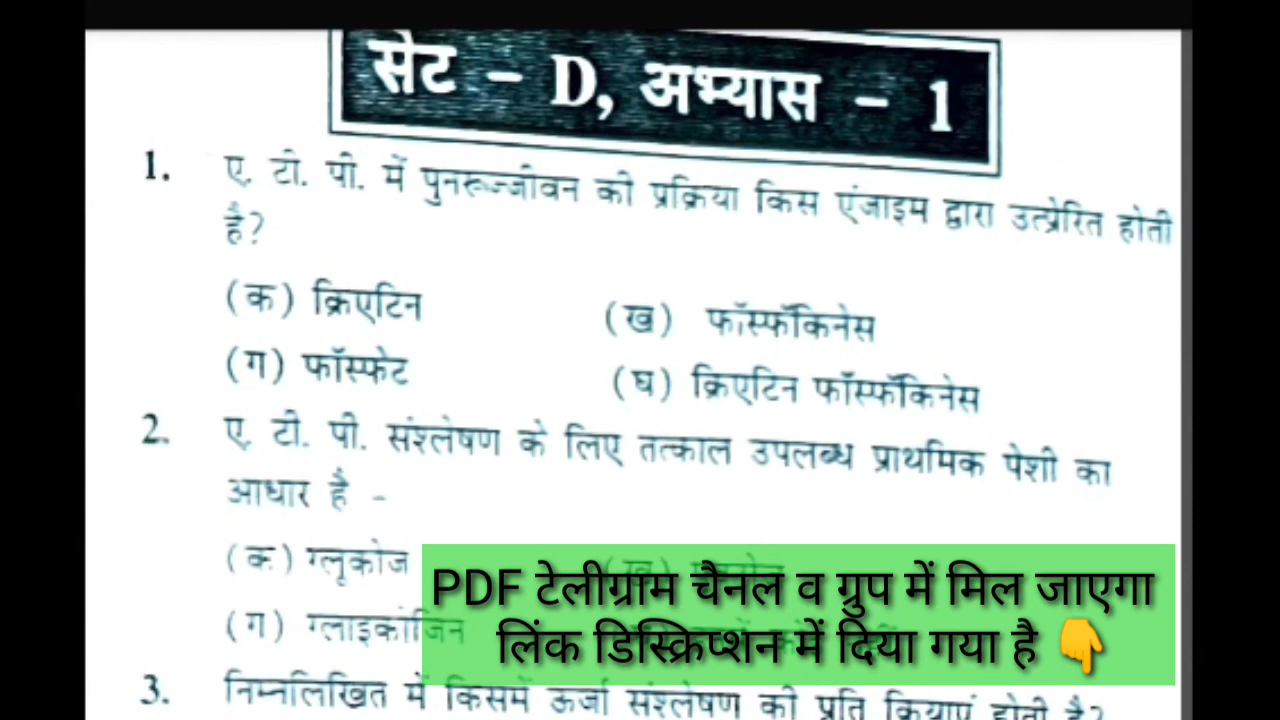 सेट - D, अभ्यास - 1
1. ए. टी. पी. में पुनरूज्जीवन की प्रक्रिया किस एंजाइम द्वारा उत्प्रेरित होती
है?
(क) क्रिएटिन (ख) फॉस्फॉकिनेस
(ग) फॉस्फेट (घ) क्रिएटिन फॉस्फॉकिनेस
2. ए. टी. पी. संश्लेषण के लिए तत्काल उपलब्ध प्राथमिक पेशी का
आधार है -
(क) ग्लूकोज (ख)
(ग) ग्लाइकोजिन
PDF टेलीग्राम चैनल व ग्रुप में मिल जाएगा
लिंक डिस्क्रिप्शन में दिया गया है 👇
3. निम्नलिखित में किसमें ऊर्जा संश्लेषण की प्रति क्रियाएं होती है?